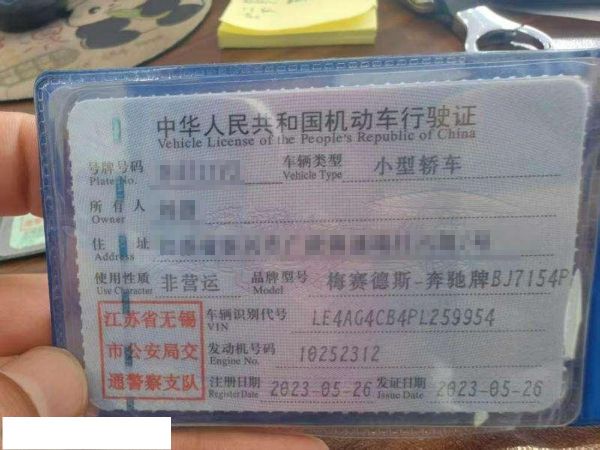 中华人民共和国机动车行驶证
Vehicle License of the People's Republic of China
号牌号码
Plate No.
车辆类型 小型轿车
Vehicle Type
所有人
Owner
住址
Address
使用性质 非营运 品牌型号 梅赛德斯-奔驰牌BJ7154P
Use Character Model
江苏省无锡
市公安局交
通警察支队
车辆识别代号 LE4AG4CB4PL259954
VIN
发动机号码 10252312
Engine No.
注册日期 2023-05-26 发证日期 2023-05-26
Register Date Issue Date